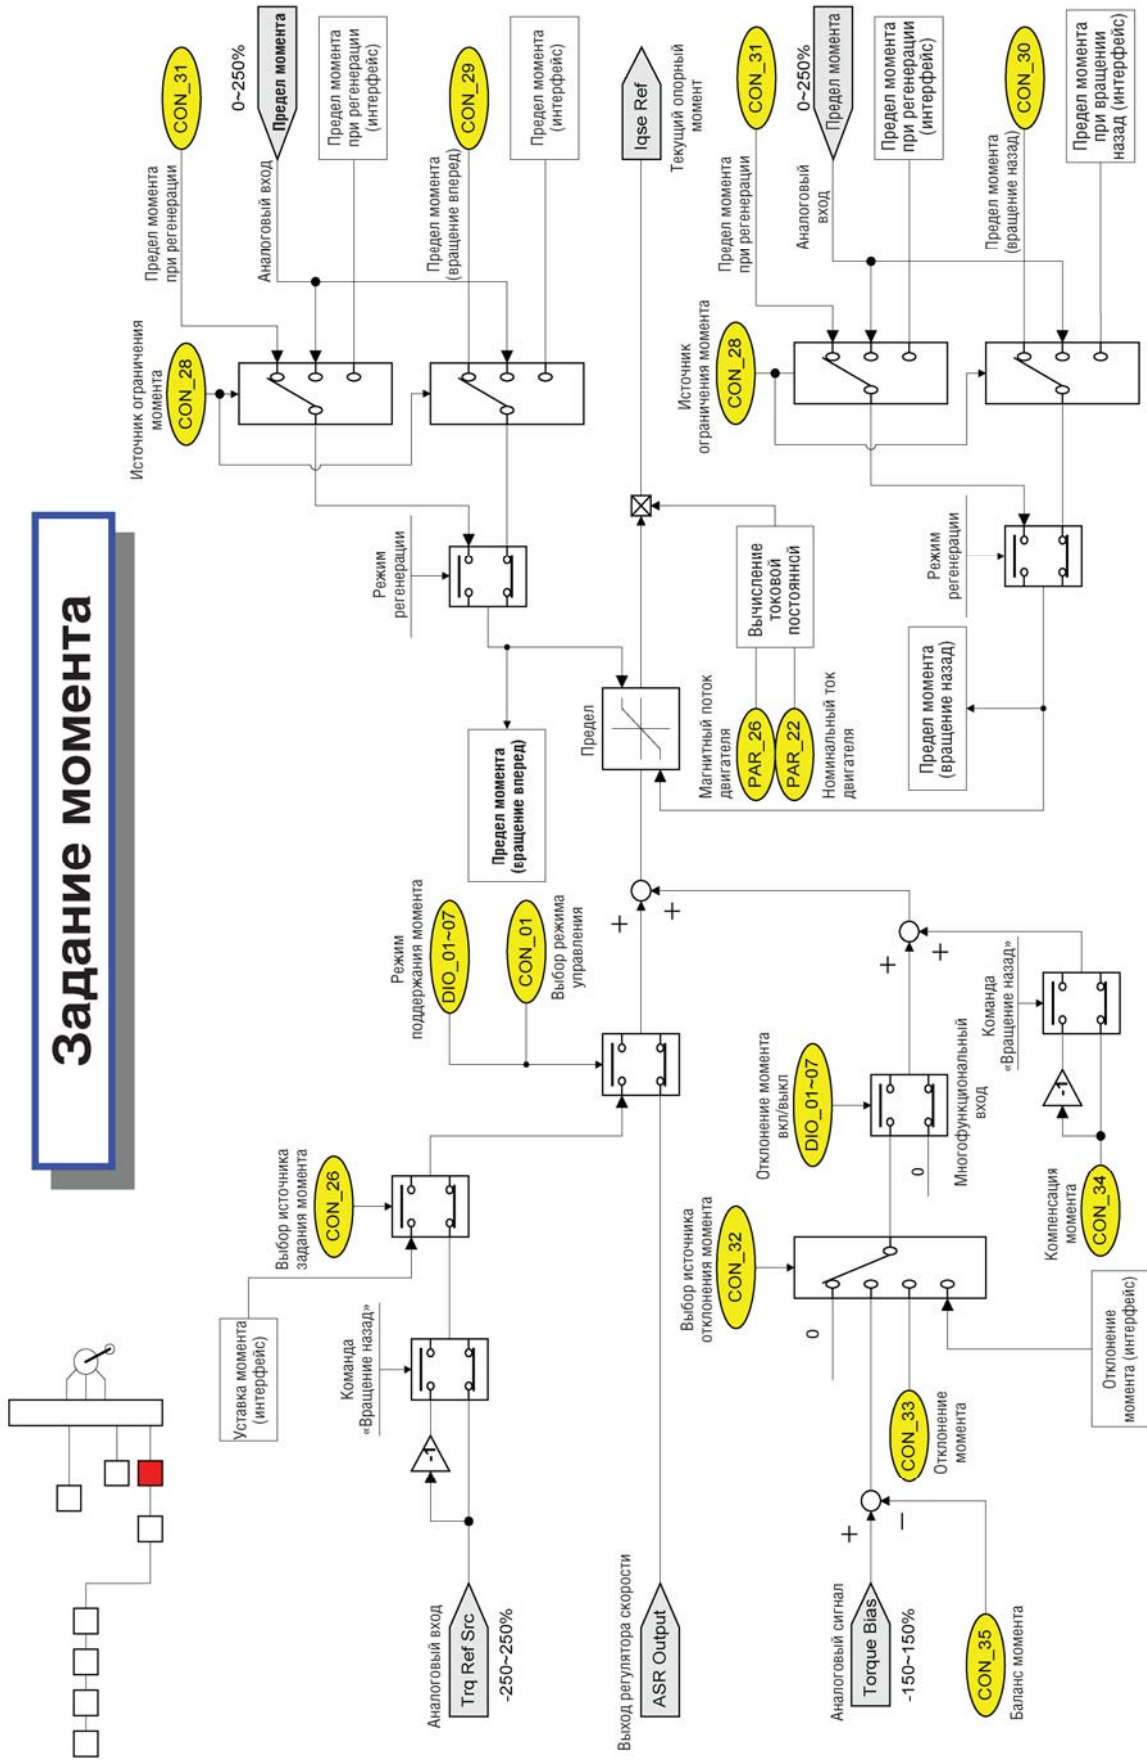 Задание момента
Уставка момента
(интерфейс)
Выбор источника
задания момента
CON_26
Команда
«Вращение назад»
-1
Аналоговый вход
Trq Ref Src
-250~250%
Выход регулятора скорости
ASR Output
Режим
поддержания момента
DIO_01~07
CON_01
Выбор режима
управления
Предел момента
(вращение вперед)
Режим
регенерации
Источник ограничения
момента
CON_28
Предел момента
при регенерации
CON_31
Аналоговый вход
0~250%
Предел момента
Предел момента
при регенерации
(интерфейс)
Предел момента
(вращение вперед)
CON_29
Предел момента
(интерфейс)
Предел
Iqse Ref
Текущий опорный
момент
Магнитный поток
двигателя
PAR_26
PAR_22
Номинальный ток
двигателя
Вычисление
токовой
постоянной
Аналоговый сигнал
Torque Bias
-150~150%
+
−
CON_35
Баланс момента
CON_33
Отклонение
момента
0
Выбор источника
отклонения момента
CON_32
Отклонение
момента (интерфейс)
Отклонение момента
вкл/выкл
DIO_01~07
0
Многофункциональный
вход
Компенсация
момента
CON_34
-1
Команда
«Вращение назад»
+
+
+
+
Предел момента
(вращение назад)
Режим
регенерации
Источник
ограничения момента
CON_28
Предел момента
при регенерации
CON_31
Аналоговый
вход
0~250%
Предел момента
Предел момента
при регенерации
(интерфейс)
Предел момента
(вращение назад)
CON_30
Предел момента
при вращении
назад (интерфейс)